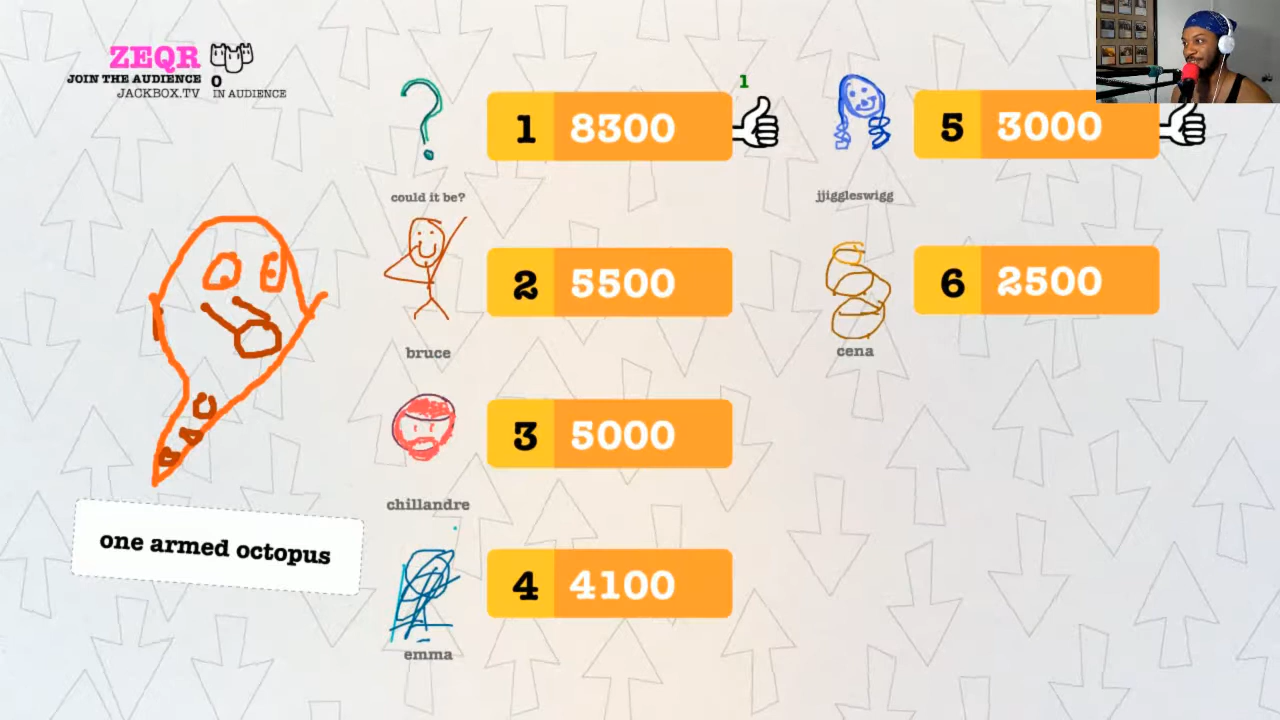 ZEQR
JOIN THE AUDIENCE
JACKBOX.TV
0
IN AUDIENCE
one armed octopus
1 8300
1
could it be?
2 5500
bruce
3 5000
chillandre
4 4100
emma
5 3000
jjiggleswigg
6 2500
cena